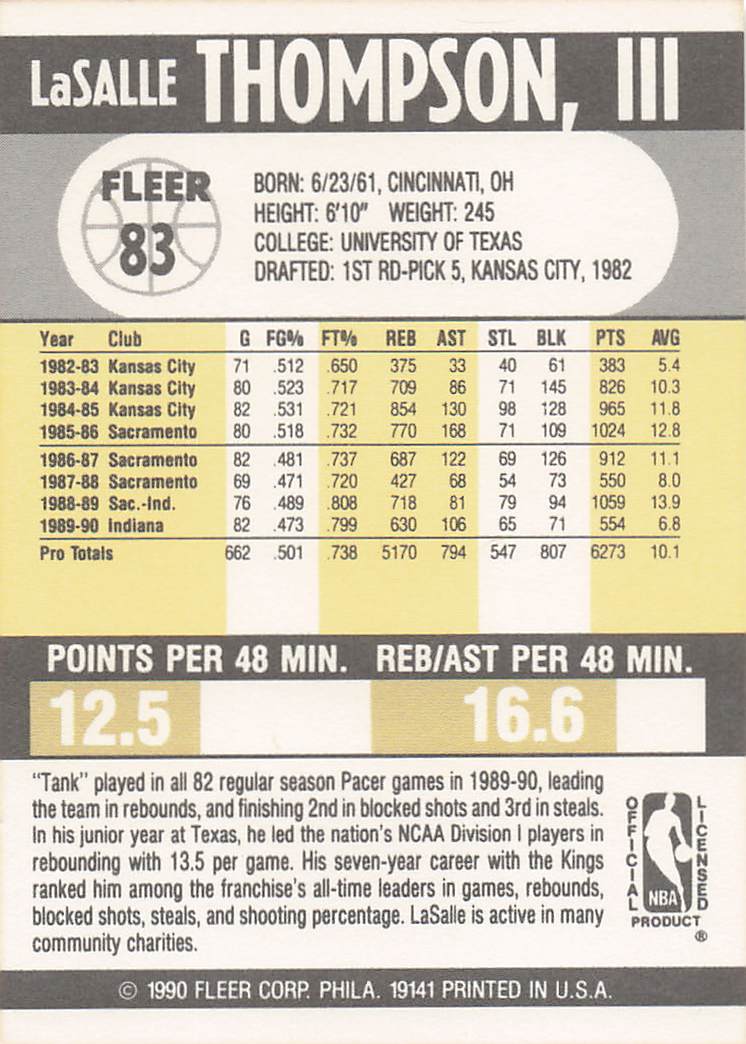 LaSALLE THOMPSON, III
FLEER
83
BORN: 6/23/61, CINCINNATI, OH
HEIGHT: 6'10" WEIGHT: 245
COLLEGE: UNIVERSITY OF TEXAS
DRAFTED: 1ST RD-PICK 5, KANSAS CITY, 1982
Year Club G FG% FT% REB AST STL BLK PTS AVG
1982-83 Kansas City 71 .512 .650 375 33 40 61 383 5.4
1983-84 Kansas City 80 .523 .717 709 86 71 145 826 10.3
1984-85 Kansas City 82 .531 .721 854 130 98 128 965 11.8
1985-86 Sacramento 80 .518 .732 770 168 71 109 1024 12.8
1986-87 Sacramento 82 .481 .737 687 122 69 126 912 11.1
1987-88 Sacramento 69 .471 .720 427 68 54 73 550 8.0
1988-89 Sac.-Ind. 76 .489 .808 718 81 79 94 1059 13.9
1989-90 Indiana 82 .473 .799 630 106 65 71 554 6.8
Pro Totals 662 .501 .738 5170 794 547 807 6273 10.1
POINTS PER 48 MIN. REB/AST PER 48 MIN.
12.5 16.6
"Tank" played in all 82 regular season Pacer games in 1989-90, leading
the team in rebounds, and finishing 2nd in blocked shots and 3rd in steals.
In his junior year at Texas, he led the nation's NCAA Division I players in
rebounding with 13.5 per game. His seven-year career with the Kings
ranked him among the franchise's all-time leaders in games, rebounds,
blocked shots, steals, and shooting percentage. LaSalle is active in many
community charities.
OFFICIAL
LICENSED
NBA
PRODUCT
®
© 1990 FLEER CORP. PHILA. 19141 PRINTED IN U.S.A.